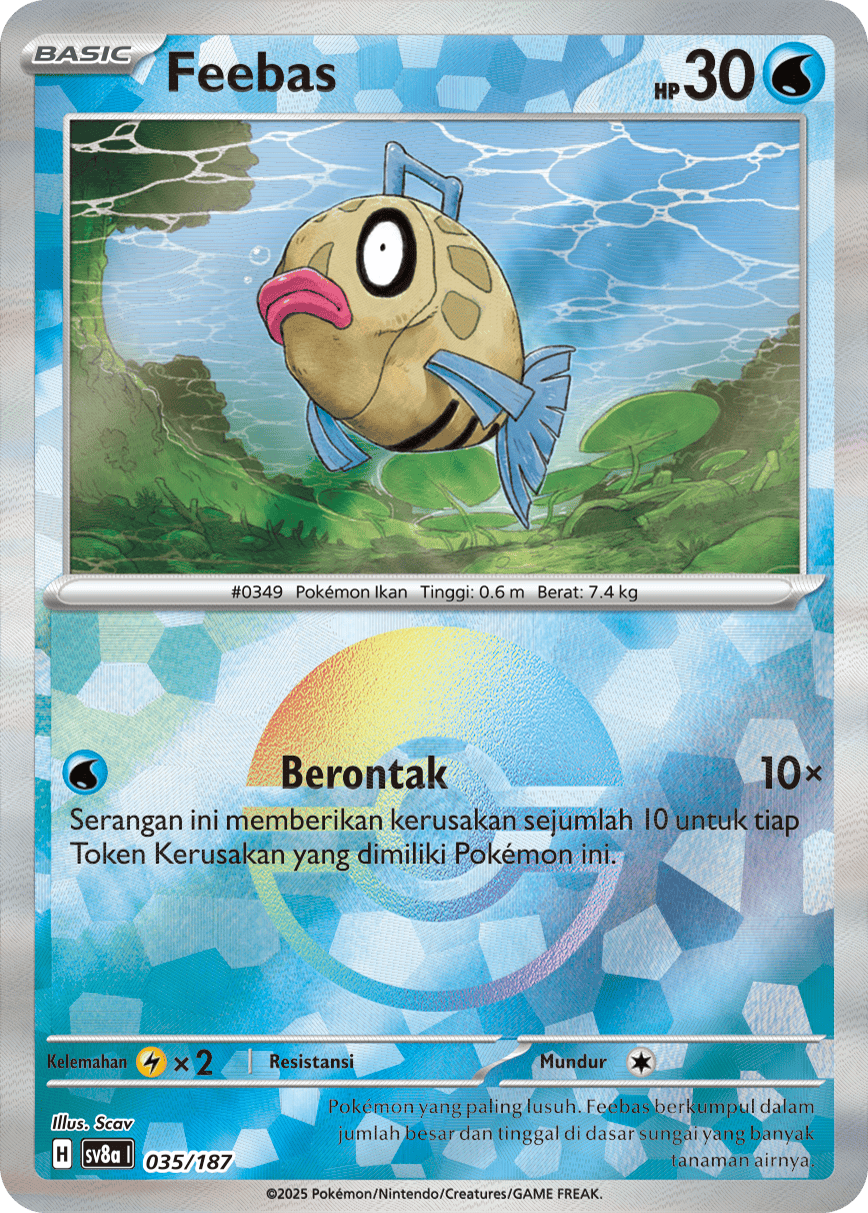 BASIC
Feebas
HP 30
#0349 Pokémon Ikan Tinggi: 0.6 m Berat: 7.4 kg
Berontak 10×
Serangan ini memberikan kerusakan sejumlah 10 untuk tiap
Token Kerusakan yang dimiliki Pokémon ini.
Kelemahan ×2 Resistansi Mundur
Pokémon yang paling lusuh. Feebas berkumpul dalam
jumlah besar dan tinggal di dasar sungai yang banyak
tanaman airnya.
Illus. Scav
H sv8a I 035/187
©2025 Pokémon/Nintendo/Creatures/GAME FREAK.